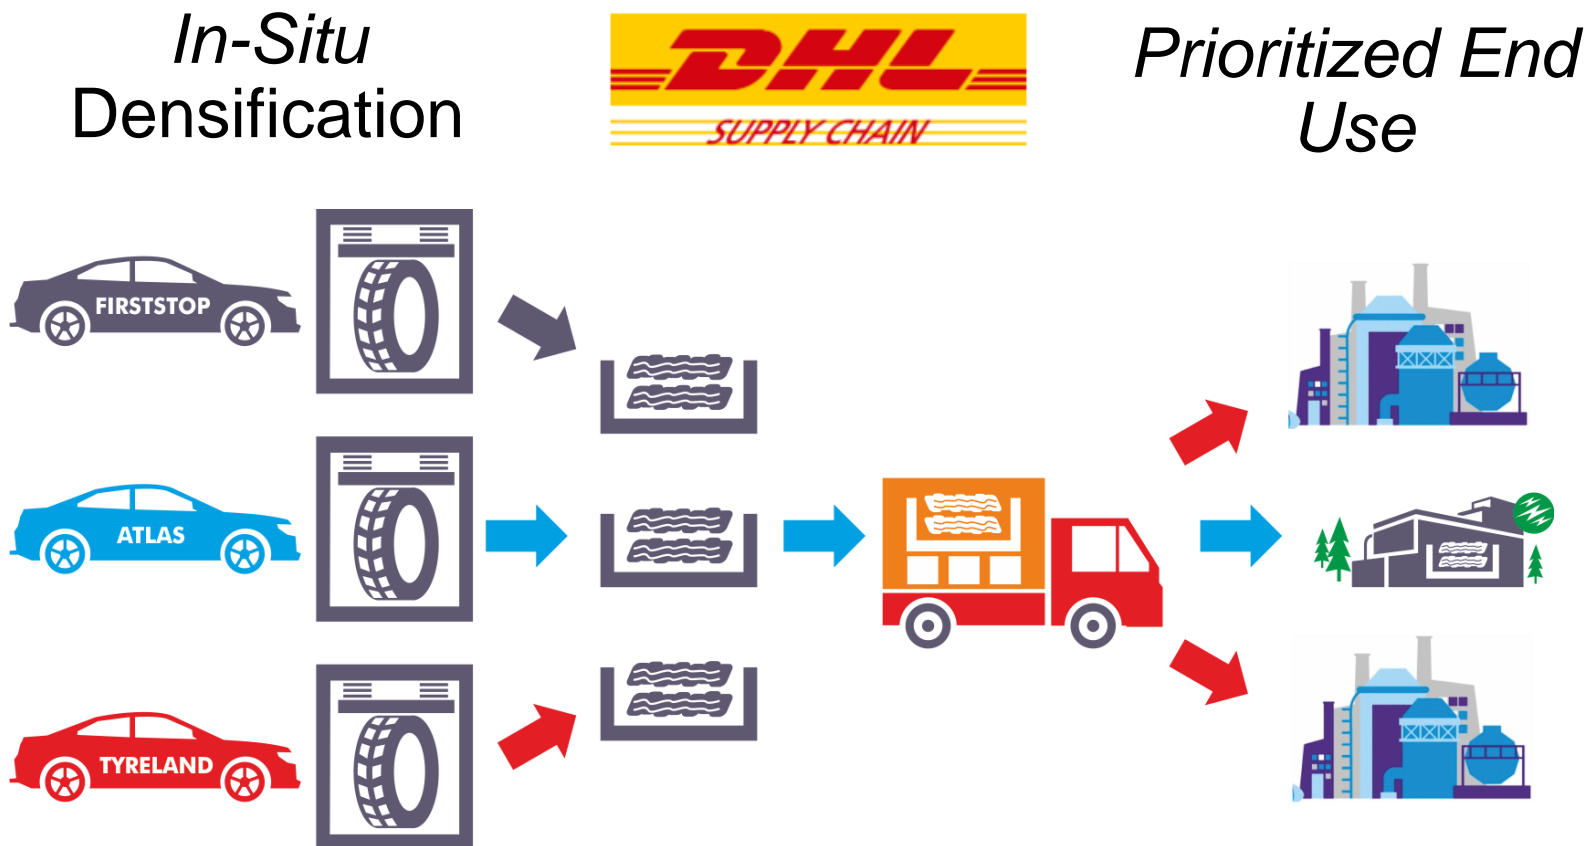 In-Situ
Densification
DHL
SUPPLY CHAIN
Prioritized End
Use
FIRSTSTOP
ATLAS
TYRELAND